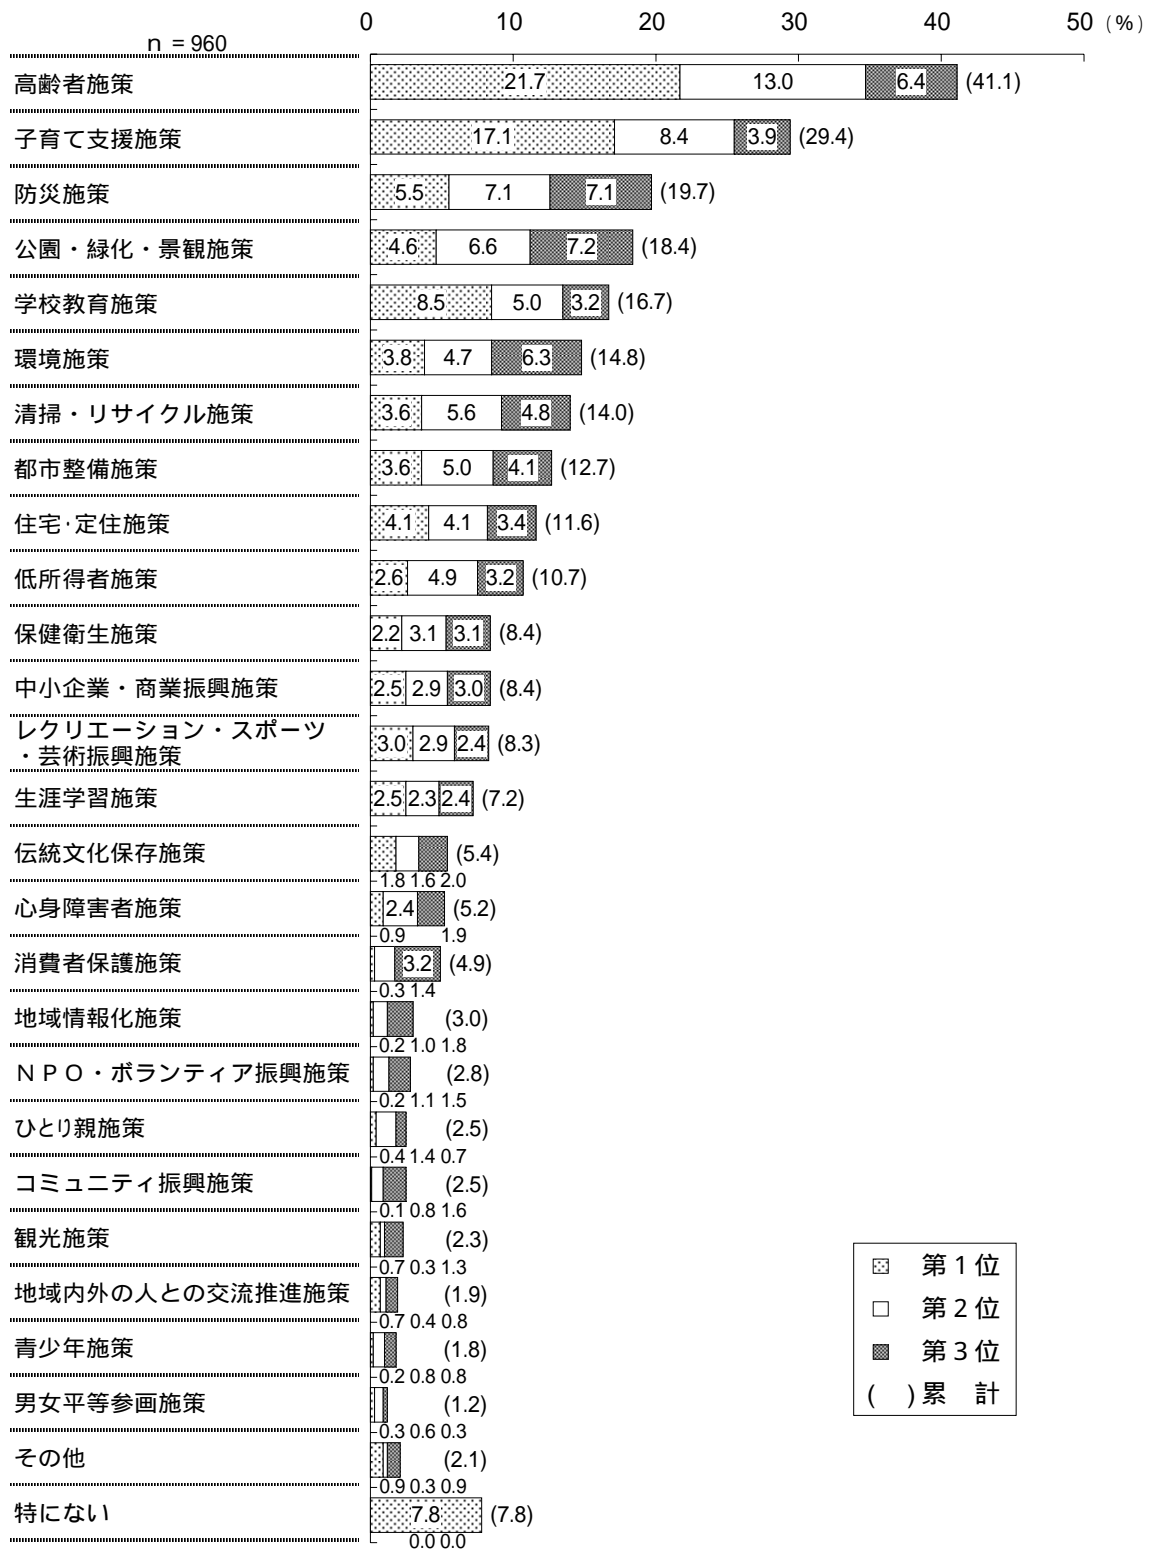 0 10 20 30 40 50 (%)
n = 960
高齢者施策 21.7 13.0 6.4 (41.1)
子育て支援施策 17.1 8.4 3.9 (29.4)
防災施策 5.5 7.1 7.1 (19.7)
公園・緑化・景観施策 4.6 6.6 7.2 (18.4)
学校教育施策 8.5 5.0 3.2 (16.7)
環境施策 3.8 4.7 6.3 (14.8)
清掃・リサイクル施策 3.6 5.6 4.8 (14.0)
都市整備施策 3.6 5.0 4.1 (12.7)
住宅・定住施策 4.1 4.1 3.4 (11.6)
低所得者施策 2.6 4.9 3.2 (10.7)
保健衛生施策 2.2 3.1 3.1 (8.4)
中小企業・商業振興施策 2.5 2.9 3.0 (8.4)
レクリエーション・スポーツ
・芸術振興施策 3.0 2.9 2.4 (8.3)
生涯学習施策 2.5 2.3 2.4 (7.2)
伝統文化保存施策 (5.4)
1.8 1.6 2.0
心身障害者施策 2.4 (5.2)
0.9 1.9
消費者保護施策 3.2 (4.9)
0.3 1.4
地域情報化施策 (3.0)
0.2 1.0 1.8
ＮＰＯ・ボランティア振興施策 (2.8)
0.2 1.1 1.5
ひとり親施策 (2.5)
0.4 1.4 0.7
コミュニティ振興施策 (2.5)
0.1 0.8 1.6
観光施策 (2.3)
0.7 0.3 1.3
地域内外の人との交流推進施策 (1.9)
0.7 0.4 0.8
青少年施策 (1.8)
0.2 0.8 0.8
男女平等参画施策 (1.2)
0.3 0.6 0.3
その他 (2.1)
0.9 0.3 0.9
特にない 7.8 (7.8)
0.0 0.0
第１位
第２位
第３位
( )累 計